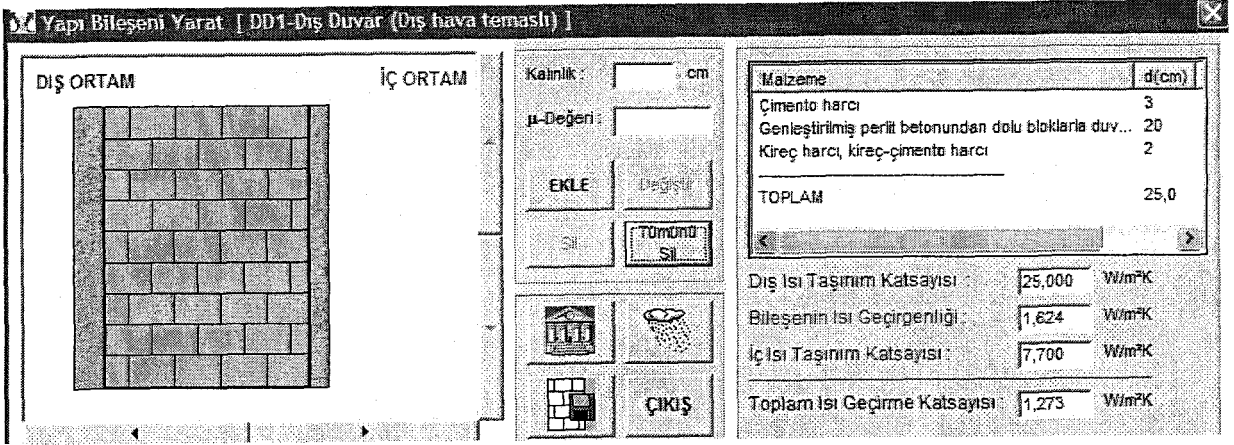 Yapı Bileşeni Yarat [ DD1-Dış Duvar (Dış hava temaslı) ]
DIŞ ORTAM
İÇ ORTAM
Kalınlık : cm
µ-Değeri :
EKLE
Değiştir
Sil
Tümünü
Sil
ÇIKIŞ
Malzeme d(cm)
Çimento harcı 3
Genleştirilmiş perlit betonundan dolu bloklarla duv... 20
Kireç harcı, kireç-çimento harcı 2
TOPLAM 25,0
Dış Isı Taşınım Katsayısı : 25,000 W/m²K
Bileşenin Isı Geçirgenliği : 1,624 W/m²K
İç Isı Taşınım Katsayısı : 7,700 W/m²K
Toplam Isı Geçirme Katsayısı : 1,273 W/m²K